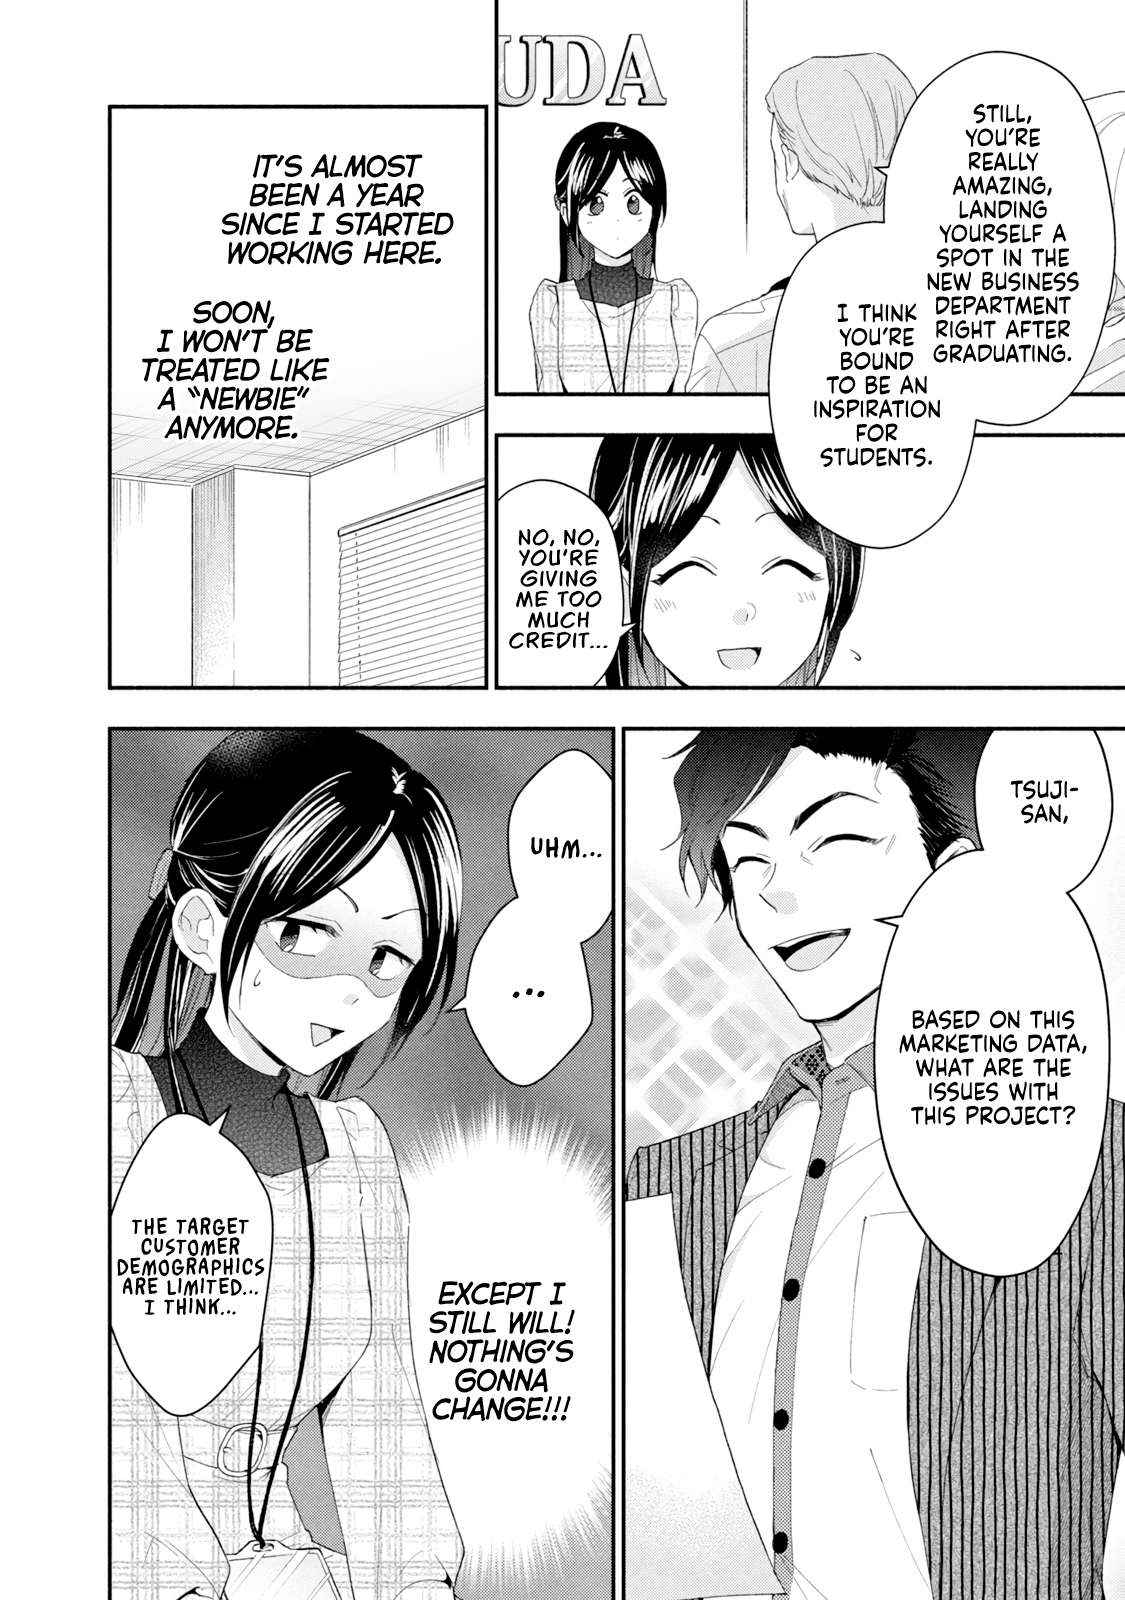 UDA
STILL,
YOU'RE
REALLY
AMAZING,
LANDING
YOURSELF A
SPOT IN THE
NEW BUSINESS
DEPARTMENT
RIGHT AFTER
GRADUATING.
I THINK
YOU'RE
BOUND
TO BE AN
INSPIRATION
FOR
STUDENTS.
NO, NO,
YOU'RE
GIVING
ME TOO
MUCH
CREDIT...
IT'S ALMOST
BEEN A YEAR
SINCE I STARTED
WORKING HERE.
SOON,
I WON'T BE
TREATED LIKE
A "NEWBIE"
ANYMORE.
TSUJI-
SAN,
BASED ON THIS
MARKETING DATA,
WHAT ARE THE
ISSUES WITH
THIS PROJECT?
UHM...
...
EXCEPT I
STILL WILL!
NOTHING'S
GONNA
CHANGE!!!
THE TARGET
CUSTOMER
DEMOGRAPHICS
ARE LIMITED...
I THINK...